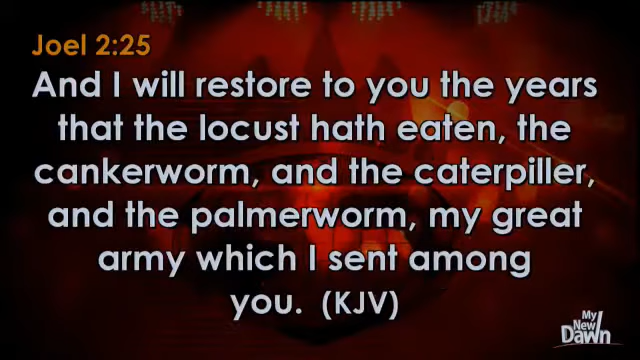 Joel 2:25
And I will restore to you the years
that the locust hath eaten, the
cankerworm, and the caterpiller,
and the palmerworm, my great
army which I sent among
you. (KJV)
My
New
Dawn